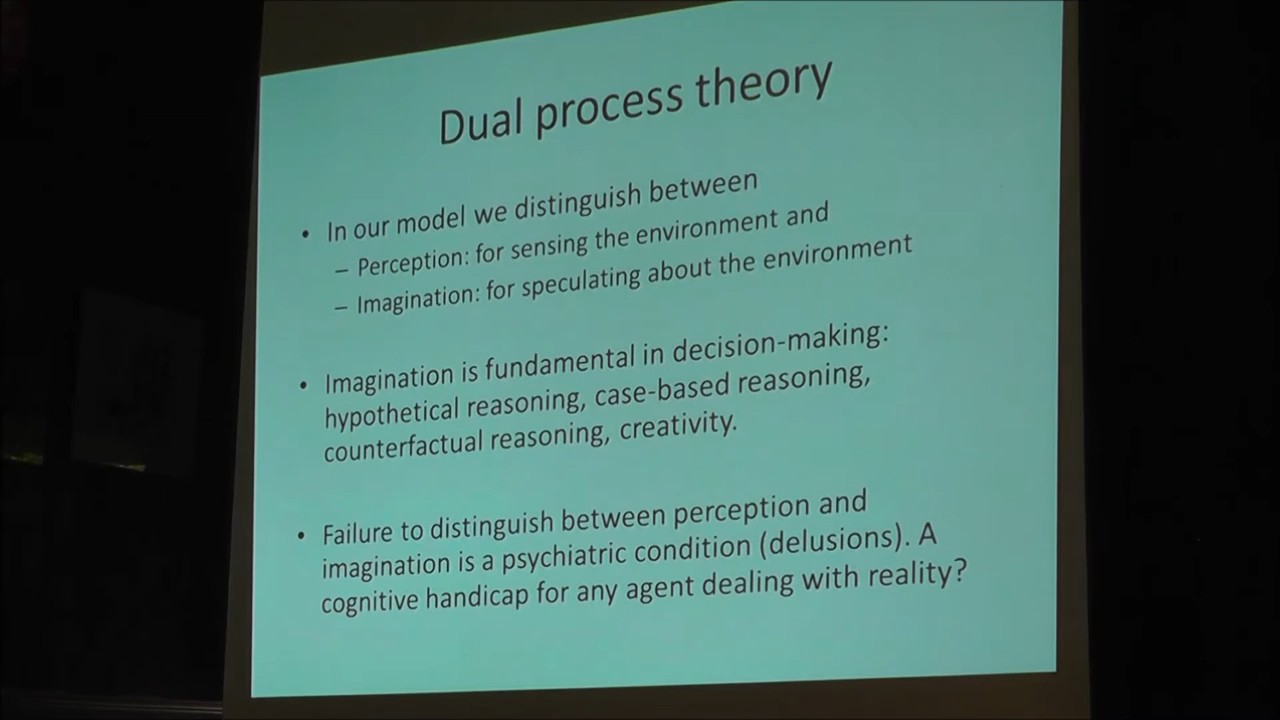 Dual process theory
• In our model we distinguish between
– Perception: for sensing the environment and
– Imagination: for speculating about the environment
• Imagination is fundamental in decision-making:
hypothetical reasoning, case-based reasoning,
counterfactual reasoning, creativity.
• Failure to distinguish between perception and
imagination is a psychiatric condition (delusions). A
cognitive handicap for any agent dealing with reality?